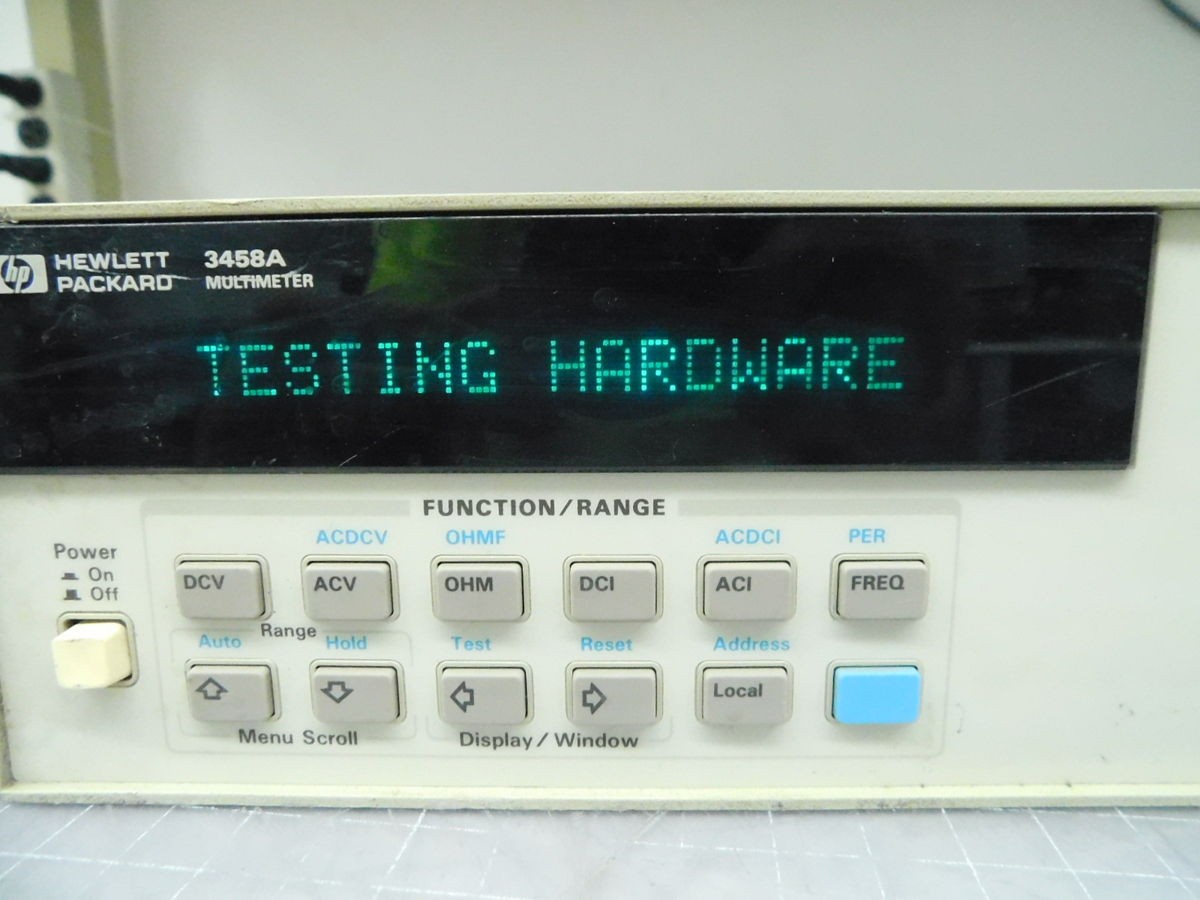 hp HEWLETT PACKARD
3458A MULTIMETER
TESTING HARDWARE
FUNCTION/RANGE
ACDCV OHMF ACDCI PER
Power
On
Off
DCV ACV OHM DCI ACI FREQ
Range
Auto Hold Test Reset Address
Local
Menu Scroll Display/Window